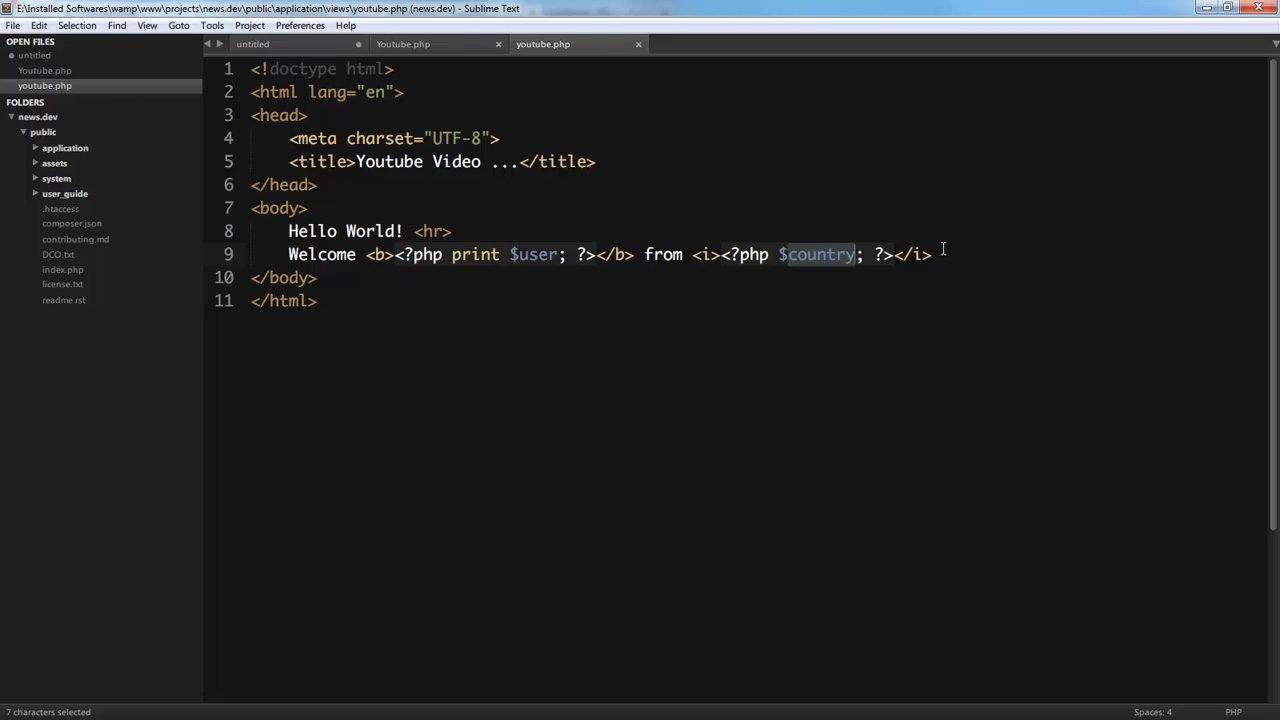 E:\Installed Softwares\wamp\www\projects\news.dev\public\application\views\youtube.php (news.dev) - Sublime Text
File Edit Selection Find View Goto Tools Project Preferences Help
OPEN FILES
untitled
Youtube.php
youtube.php
FOLDERS
news.dev
public
application
assets
system
user_guide
.htaccess
composer.json
contributing.md
DCO.txt
index.php
license.txt
readme.rst
untitled Youtube.php youtube.php
1 <!doctype html>
2 <html lang="en">
3 <head>
4 <meta charset="UTF-8">
5 <title>Youtube Video ...</title>
6 </head>
7 <body>
8 Hello World! <hr>
9 Welcome <b><?php print $user; ?></b> from <i><?php $country; ?></i>
10 </body>
11 </html>
7 characters selected Spaces: 4 PHP